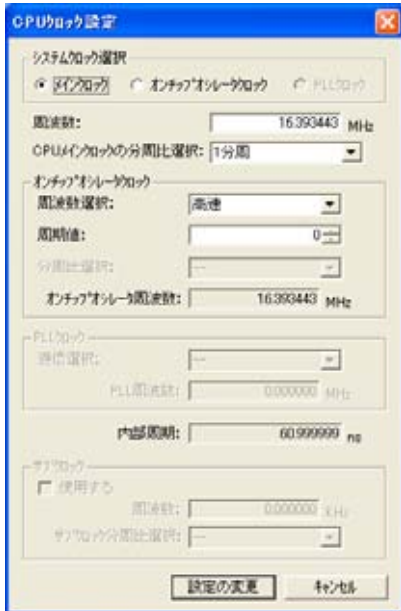 CPUクロック設定
システムクロック選択
メインクロック オンチップオシレータクロック PLLクロック
周波数: 16.393443 MHz
CPUメインクロックの分周比選択: 1分周
オンチップオシレータクロック
周波数選択: 高速
周期値: 0
分周比選択: ---
オンチップオシレータ周波数: 16.393443 MHz
PLLクロック
逓倍選択: ---
PLL周波数: 0.000000 MHz
内部周期: 60.999999 ns
サブクロック
使用する
周波数: 0.000000 KHz
サブクロック分周比選択: ---
設定の変更 キャンセル